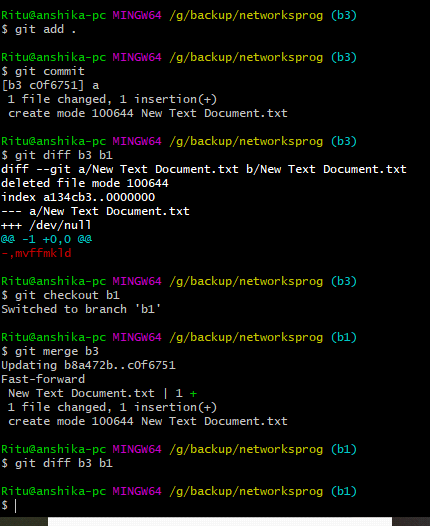 Ritu@anshika-pc MINGW64 /g/backup/networksprog (b3)
$ git add .
Ritu@anshika-pc MINGW64 /g/backup/networksprog (b3)
$ git commit
[b3 c0f6751] a
 1 file changed, 1 insertion(+)
 create mode 100644 New Text Document.txt
Ritu@anshika-pc MINGW64 /g/backup/networksprog (b3)
$ git diff b3 b1
diff --git a/New Text Document.txt b/New Text Document.txt
deleted file mode 100644
index a134cb3..0000000
--- a/New Text Document.txt
+++ /dev/null
@@ -1 +0,0 @@
-,mvffmkld
Ritu@anshika-pc MINGW64 /g/backup/networksprog (b3)
$ git checkout b1
Switched to branch 'b1'
Ritu@anshika-pc MINGW64 /g/backup/networksprog (b1)
$ git merge b3
Updating b8a472b..c0f6751
Fast-forward
 New Text Document.txt | 1 +
 1 file changed, 1 insertion(+)
 create mode 100644 New Text Document.txt
Ritu@anshika-pc MINGW64 /g/backup/networksprog (b1)
$ git diff b3 b1
Ritu@anshika-pc MINGW64 /g/backup/networksprog (b1)
$